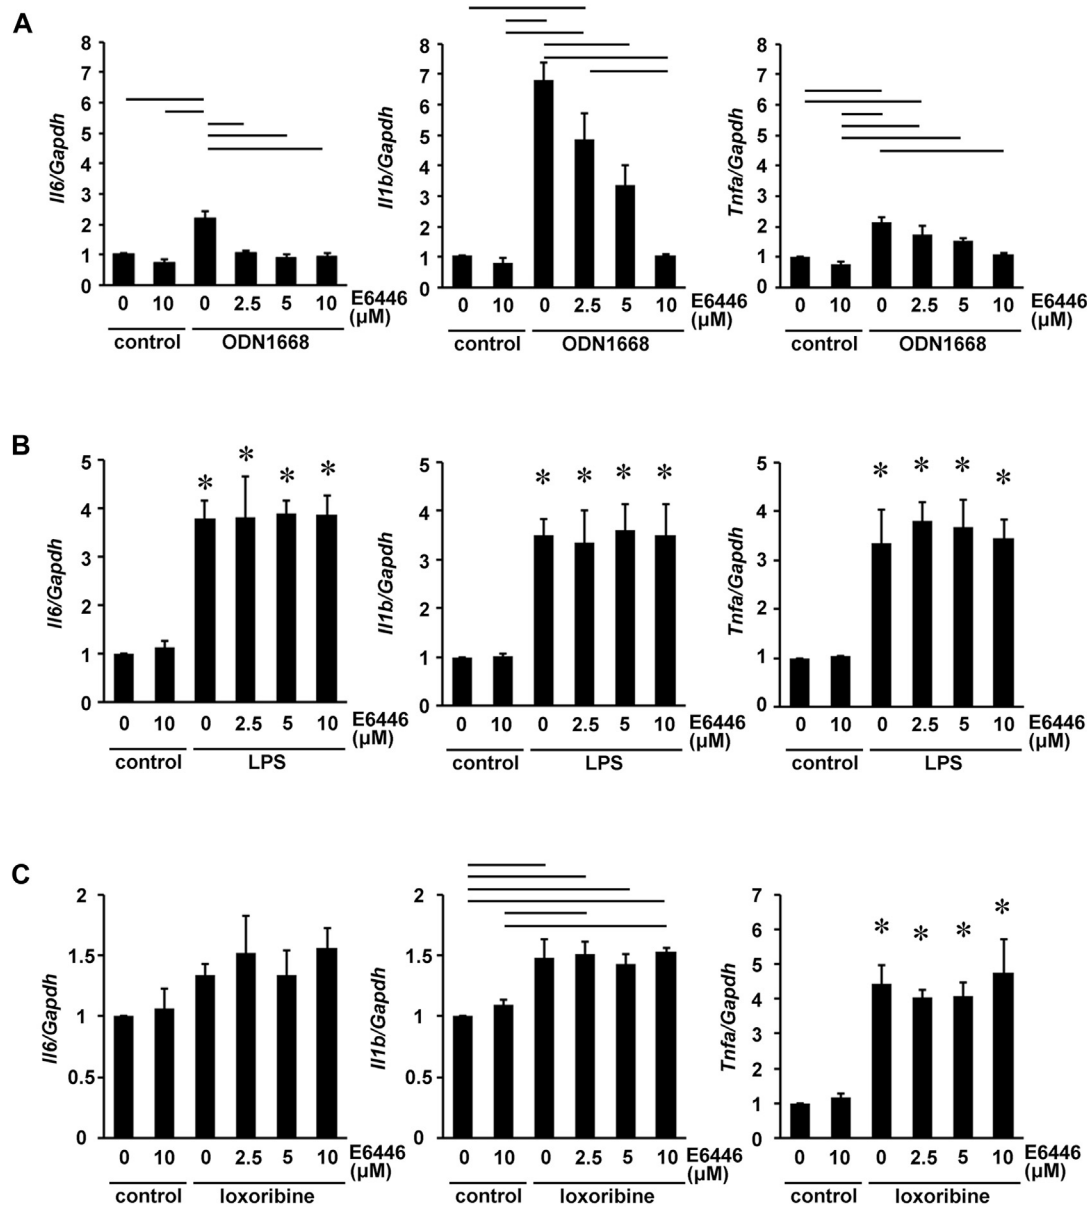 A
Il6/Gapdh
8
7
6
5
4
3
2
1
0
0 10 0 2.5 5 10 E6446
(μM)
control ODN1668
Il1b/Gapdh
8
7
6
5
4
3
2
1
0
0 10 0 2.5 5 10 E6446
(μM)
control ODN1668
Tnfa/Gapdh
8
7
6
5
4
3
2
1
0
0 10 0 2.5 5 10 E6446
(μM)
control ODN1668
B
Il6/Gapdh
5
4
3
2
1
0
* * * *
0 10 0 2.5 5 10 E6446
(μM)
control LPS
Il1b/Gapdh
5
4
3
2
1
0
* * * *
0 10 0 2.5 5 10 E6446
(μM)
control LPS
Tnfa/Gapdh
5
4
3
2
1
0
* * * *
0 10 0 2.5 5 10 E6446
(μM)
control LPS
C
Il6/Gapdh
2
1.5
1
0.5
0
0 10 0 2.5 5 10 E6446
(μM)
control loxoribine
Il1b/Gapdh
2
1.5
1
0.5
0
0 10 0 2.5 5 10 E6446
(μM)
control loxoribine
Tnfa/Gapdh
7
6
5
4
3
2
1
0
* * * *
0 10 0 2.5 5 10 E6446
(μM)
control loxoribine